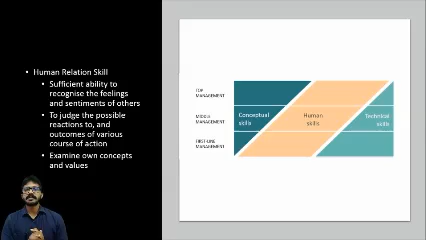 • Human Relation Skill
• Sufficient ability to
recognise the feelings
and sentiments of others
• To judge the possible
reactions to, and
outcomes of various
course of action
• Examine own concepts
and values
TOP
MANAGEMENT
MIDDLE
MANAGEMENT
FIRST-LINE
MANAGEMENT
Conceptual
skills
Human
skills
Technical
skills